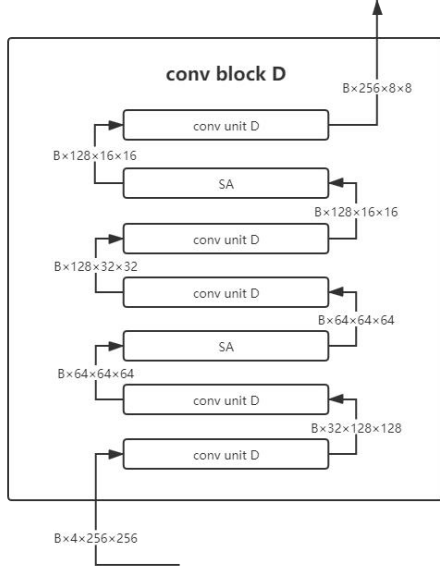 conv block D
B×256×8×8
conv unit D
B×128×16×16
SA
B×128×16×16
conv unit D
B×128×32×32
conv unit D
B×64×64×64
SA
B×64×64×64
conv unit D
B×32×128×128
conv unit D
B×4×256×256